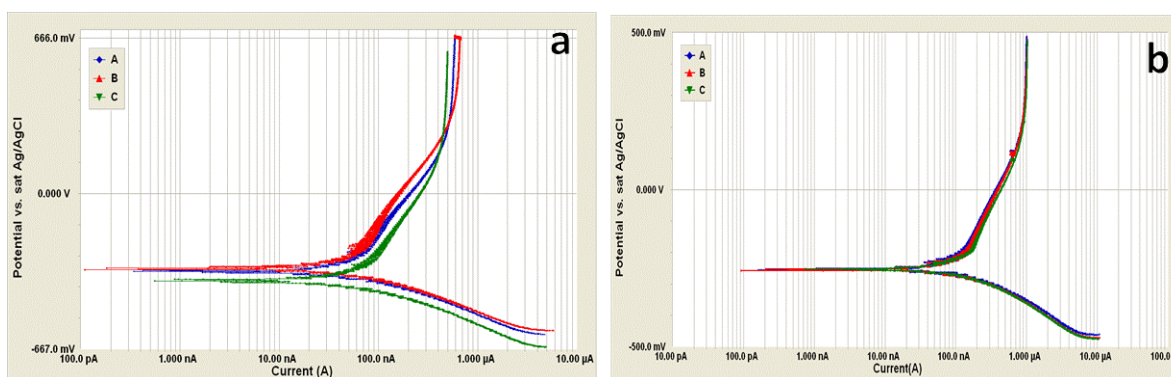 a
666.0 mV
0.000 V
-667.0 mV
A
B
C
Potential vs. sat Ag/AgCl
100.0 pA 1.000 nA 10.00 nA 100.0 nA 1.000 µA 10.00 µA
Current (A)
b
500.0 mV
0.000 V
-500.0 mV
A
B
C
Potential vs. sat Ag/AgCl
10.00 pA 100.0 pA 1.000 nA 10.00 nA 100.0 nA 1.000 µA 10.00 µA 100.0
Current(A)